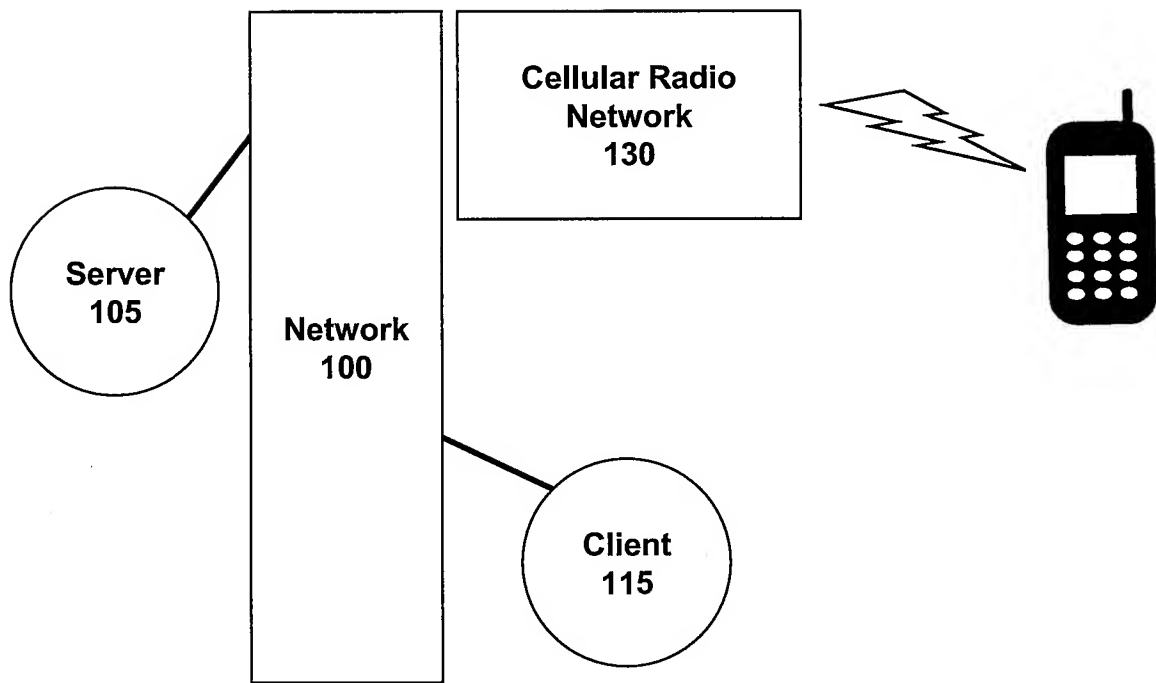 Cellular Radio
Network
130
Server
105
Network
100
Client
115